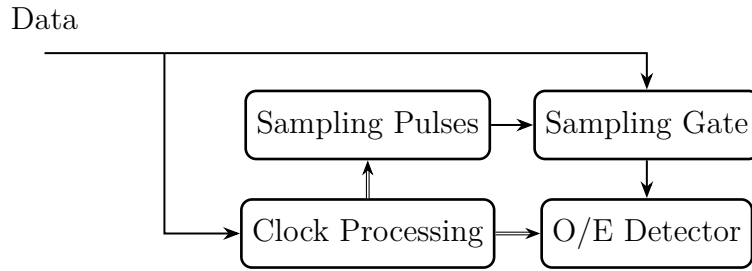 Data
Sampling Pulses
Sampling Gate
Clock Processing
O/E Detector